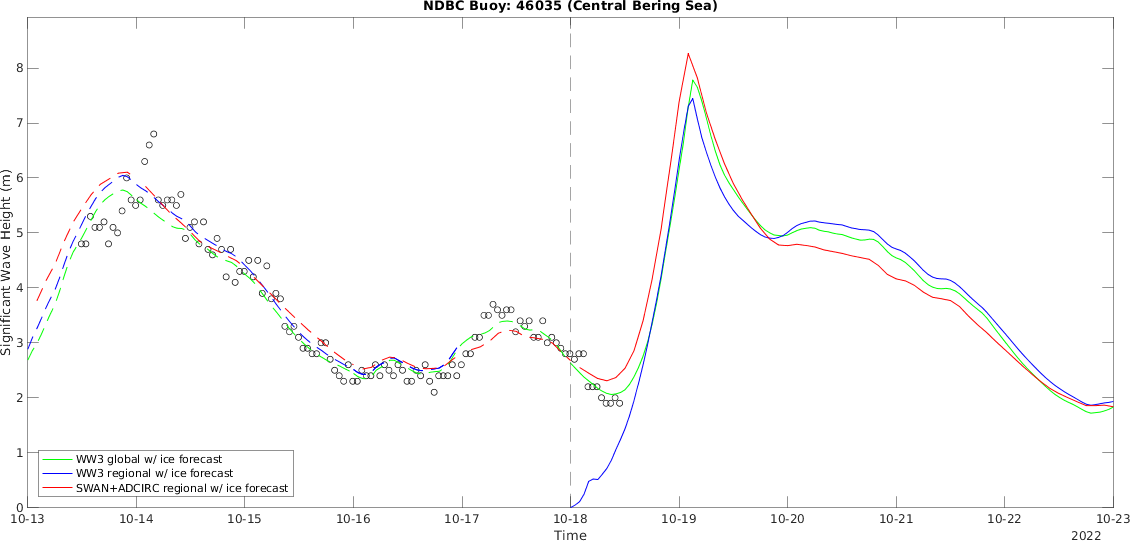 NDBC Buoy: 46035 (Central Bering Sea)
Significant Wave Height (m)
8
7
6
5
4
3
2
1
0
WW3 global w/ ice forecast
WW3 regional w/ ice forecast
SWAN+ADCIRC regional w/ ice forecast
10-13 10-14 10-15 10-16 10-17 10-18 10-19 10-20 10-21 10-22 10-23
Time
2022